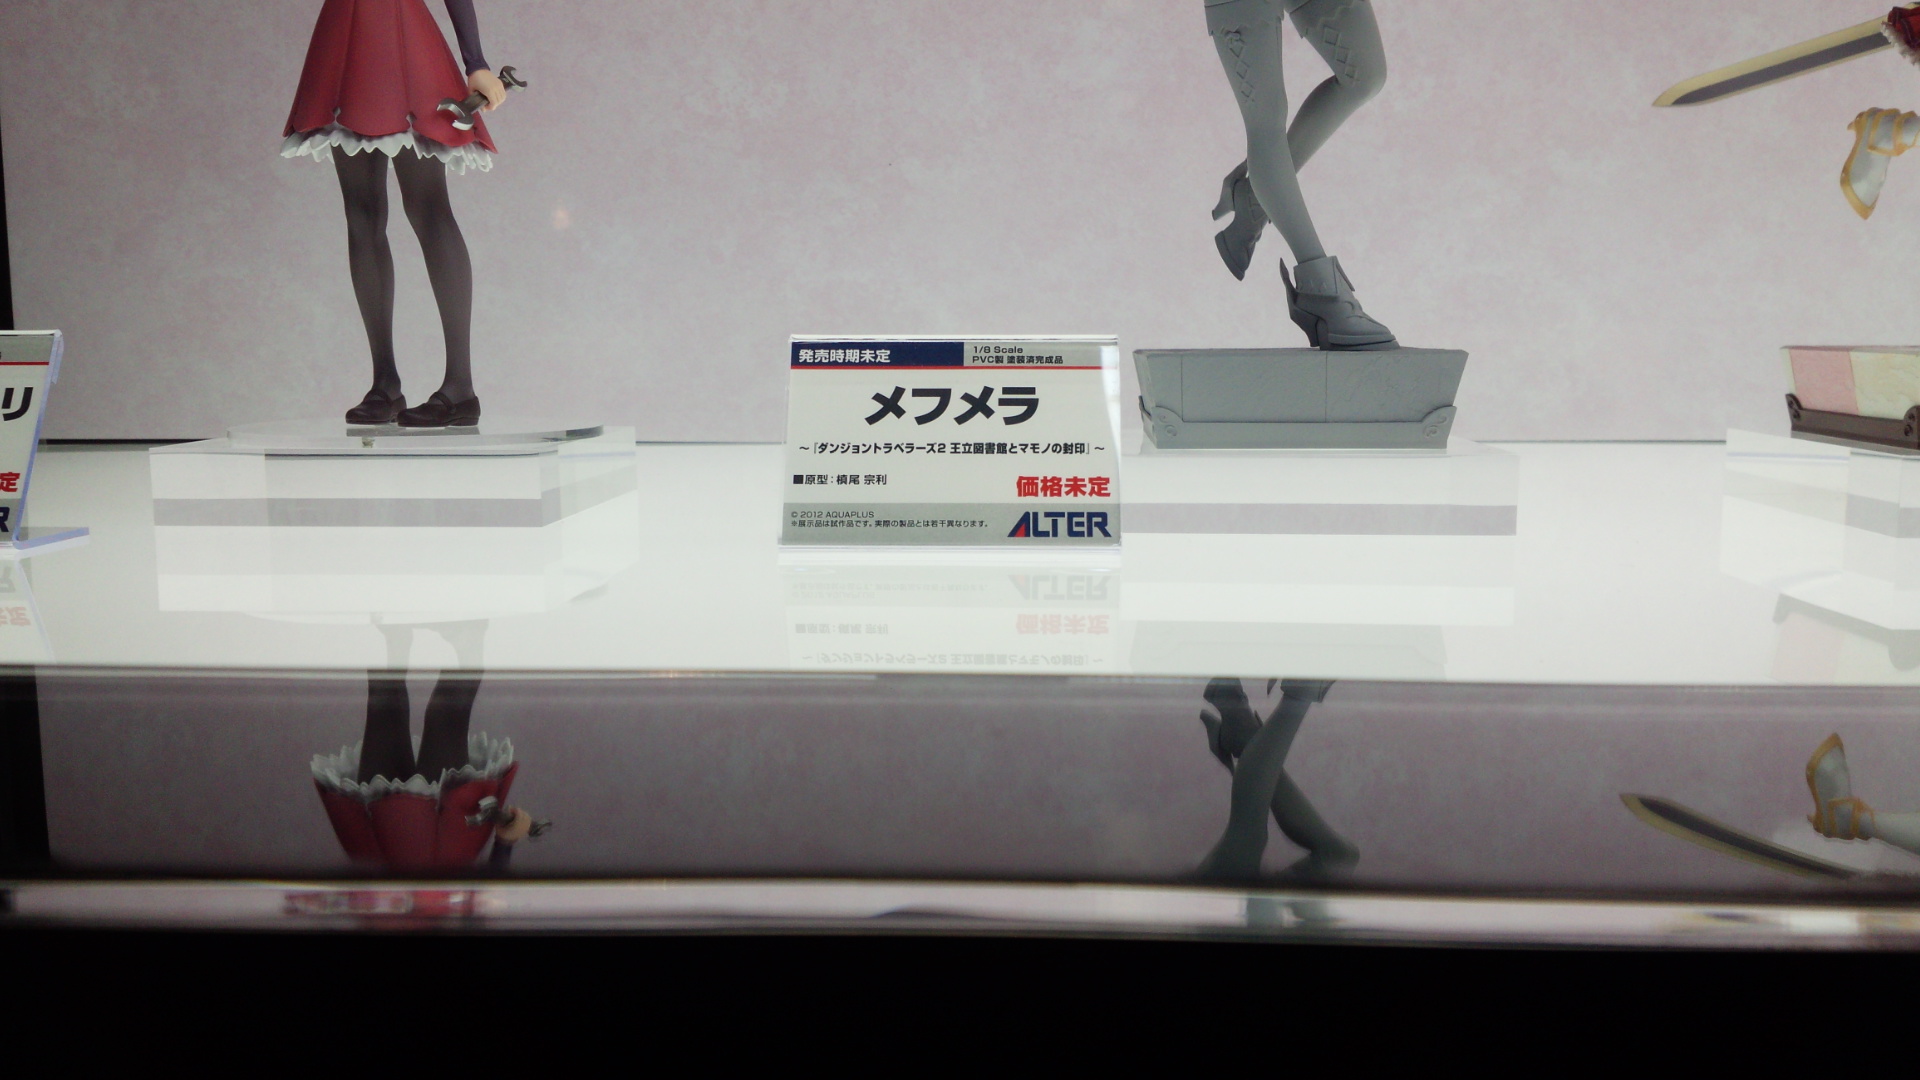 リ
定
発売時期未定
1/8 Scale
PVC製 塗装済完成品
メフメラ
～『ダンジョントラベラーズ2 王立図書館とマモノの封印』～
■原型：槙尾 宗利
価格未定
© 2012 AQUAPLUS
※展示品は試作品です。実際の製品とは若干異なります。
ALTER